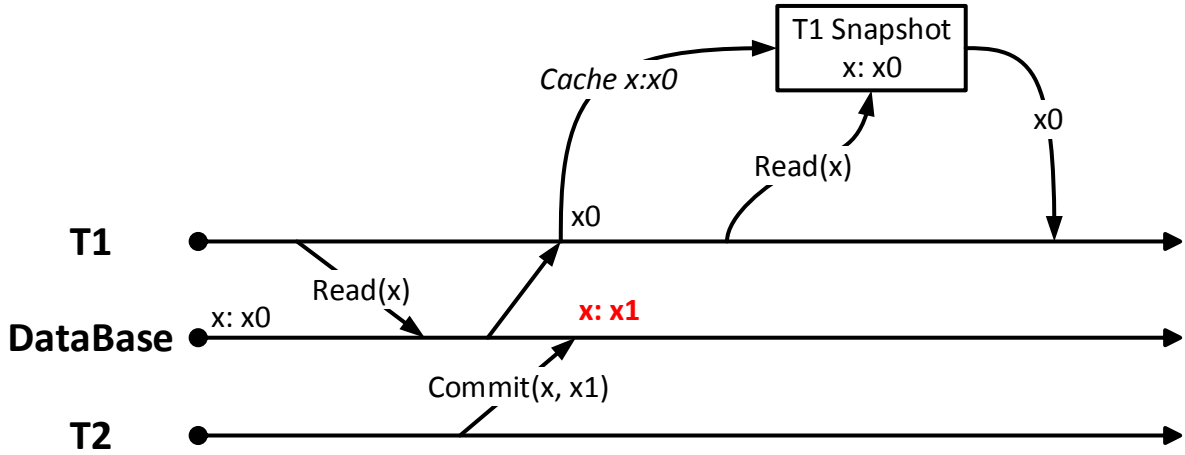 T1 Snapshot
x: x0
Cache x:x0
x0
Read(x)
x0
T1
Read(x)
x: x0
x: x1
DataBase
Commit(x, x1)
T2